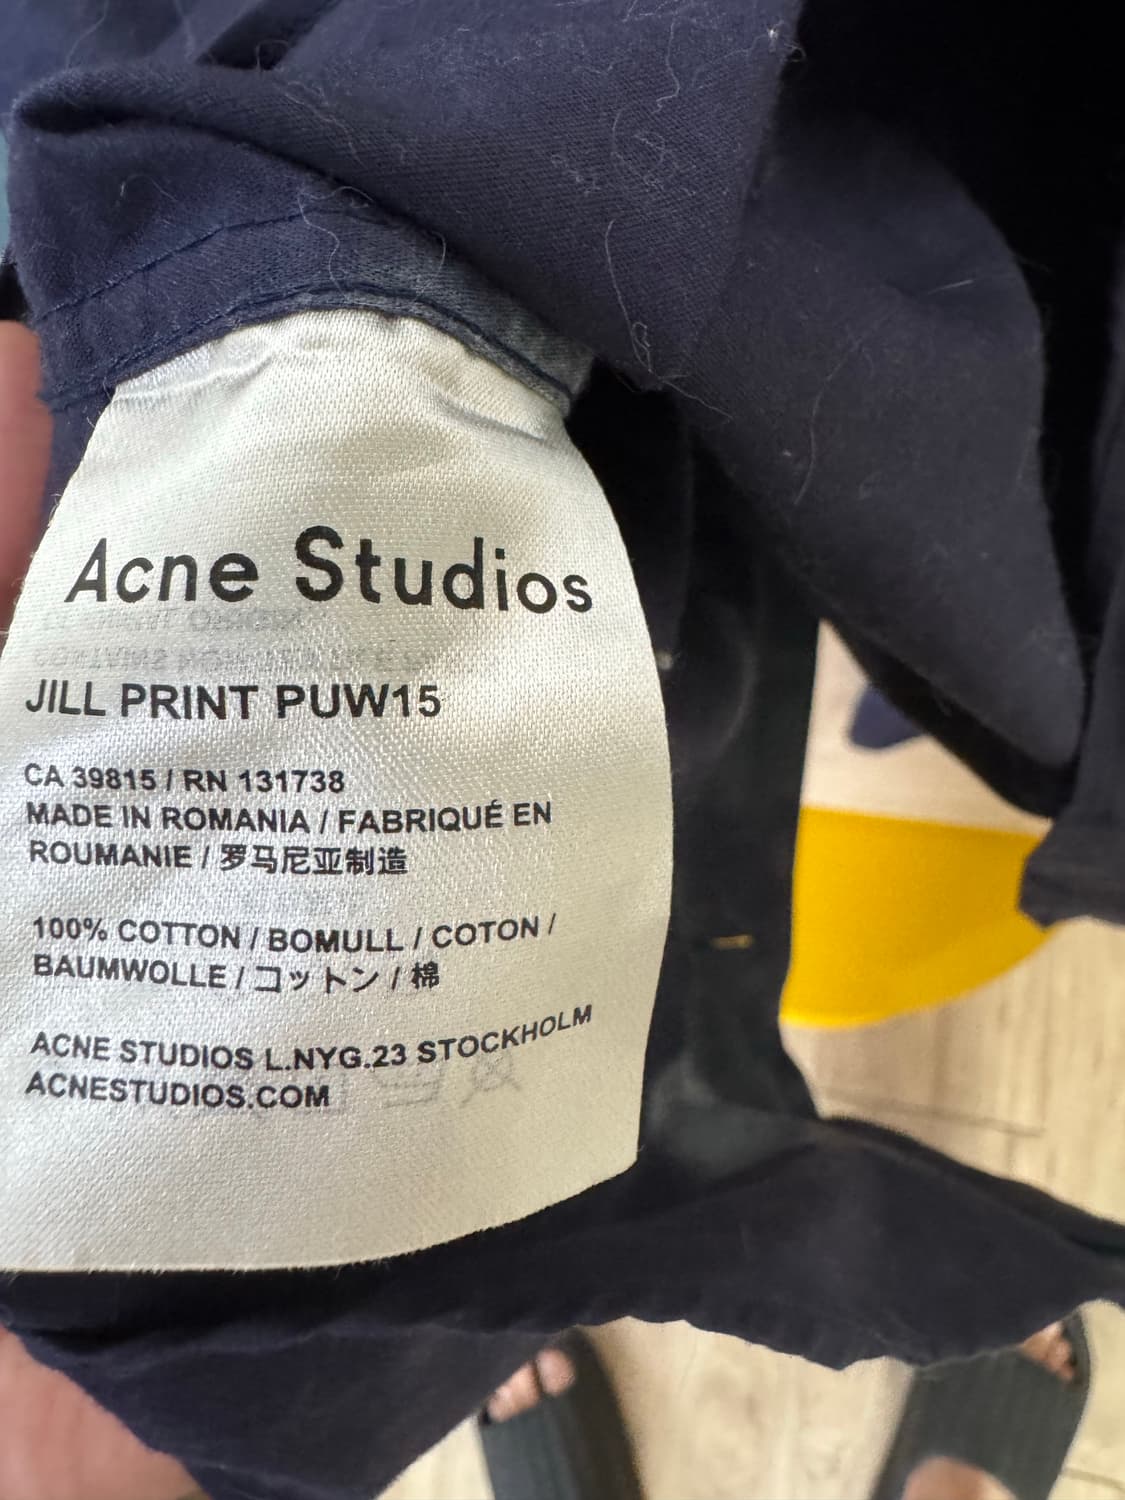 Acne Studios
JILL PRINT PUW15
CA 39815 / RN 131738
MADE IN ROMANIA / FABRIQUÉ EN
ROUMANIE / 罗马尼亚制造
100% COTTON / BOMULL / COTON /
BAUMWOLLE / コットン / 棉
ACNE STUDIOS L.NYG.23 STOCKHOLM
ACNESTUDIOS.COM